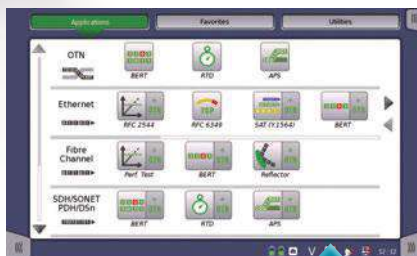 Applications Favorites Utilities
OTN
BERT RTD APS
Ethernet
RFC 2544 RFC 6349 SAT (Y.1564) BERT
Fibre
Channel
Perf. Test BERT Reflector
SDH/SONET
PDH/DSn
BERT RTD APS